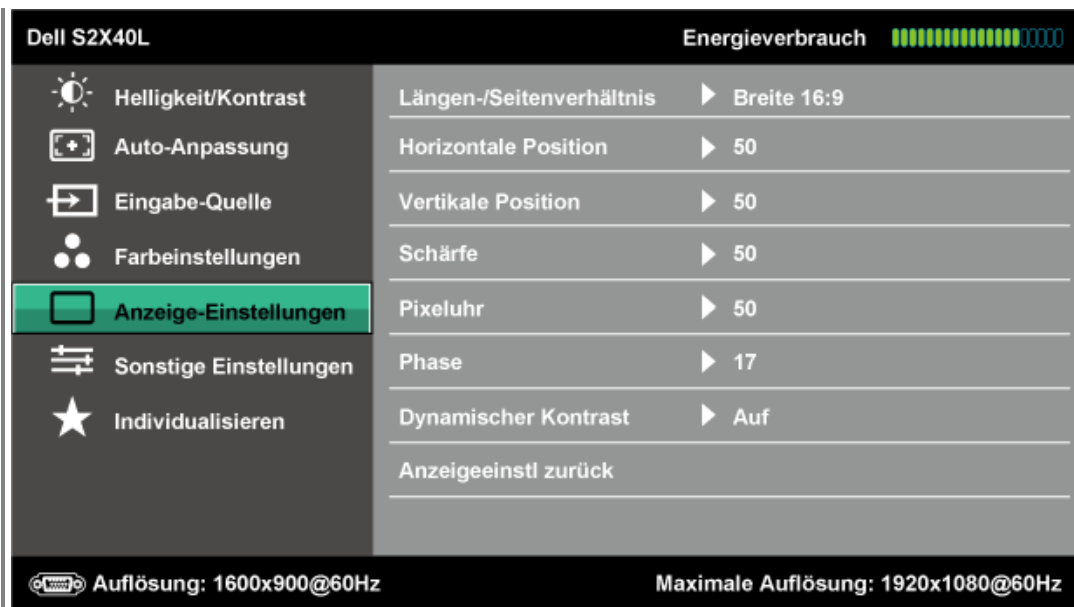 Dell S2X40L Energieverbrauch
Helligkeit/Kontrast
Auto-Anpassung
Eingabe-Quelle
Farbeinstellungen
Anzeige-Einstellungen
Sonstige Einstellungen
Individualisieren
Längen-/Seitenverhältnis Breite 16:9
Horizontale Position 50
Vertikale Position 50
Schärfe 50
Pixeluhr 50
Phase 17
Dynamischer Kontrast Auf
Anzeigeeinstl zurück
Auflösung: 1600x900@60Hz Maximale Auflösung: 1920x1080@60Hz